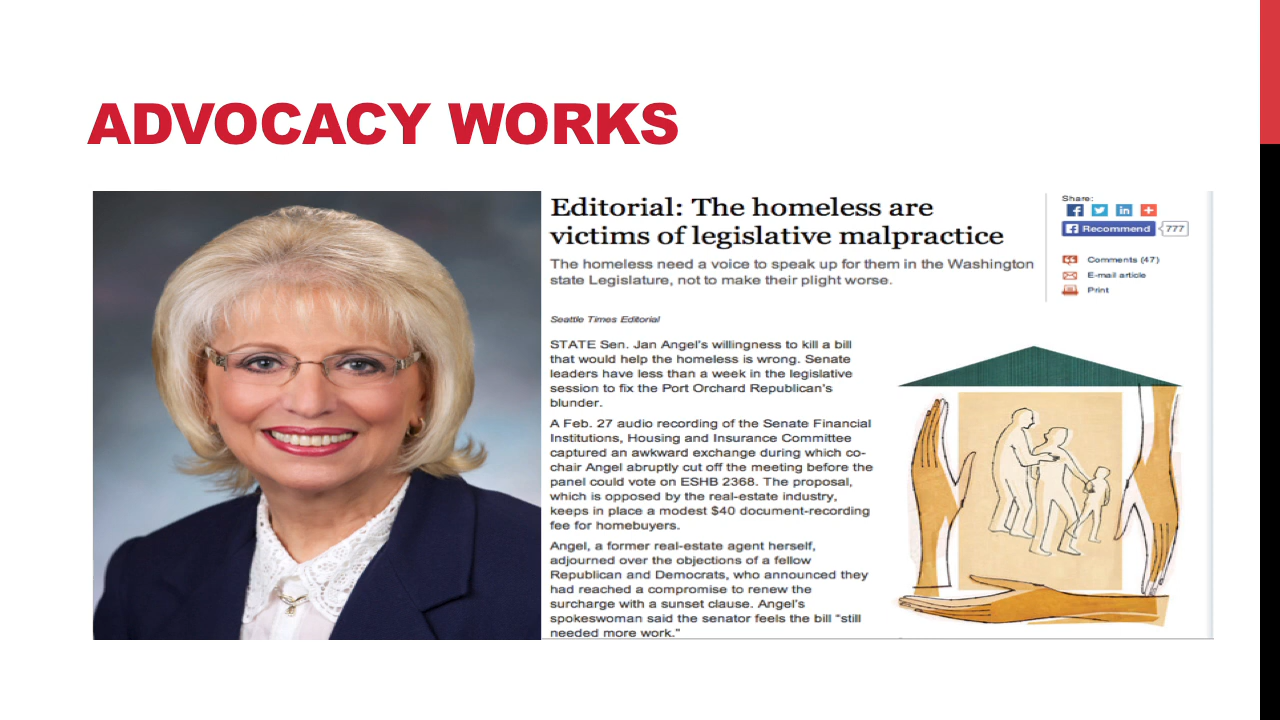 ADVOCACY WORKS
Editorial: The homeless are
victims of legislative malpractice
The homeless need a voice to speak up for them in the Washington
state Legislature, not to make their plight worse.
Seattle Times Editorial
STATE Sen. Jan Angel's willingness to kill a bill
that would help the homeless is wrong. Senate
leaders have less than a week in the legislative
session to fix the Port Orchard Republican's
blunder.
A Feb. 27 audio recording of the Senate Financial
Institutions, Housing and Insurance Committee
captured an awkward exchange during which co-
chair Angel abruptly cut off the meeting before the
panel could vote on ESHB 2368. The proposal,
which is opposed by the real-estate industry,
keeps in place a modest $40 document-recording
fee for homebuyers.
Angel, a former real-estate agent herself,
adjourned over the objections of a fellow
Republican and Democrats, who announced they
had reached a compromise to renew the
surcharge with a sunset clause. Angel's
spokeswoman said the senator feels the bill "still
needed more work."
Share:
Recommend 777
Comments (47)
E-mail article
Print